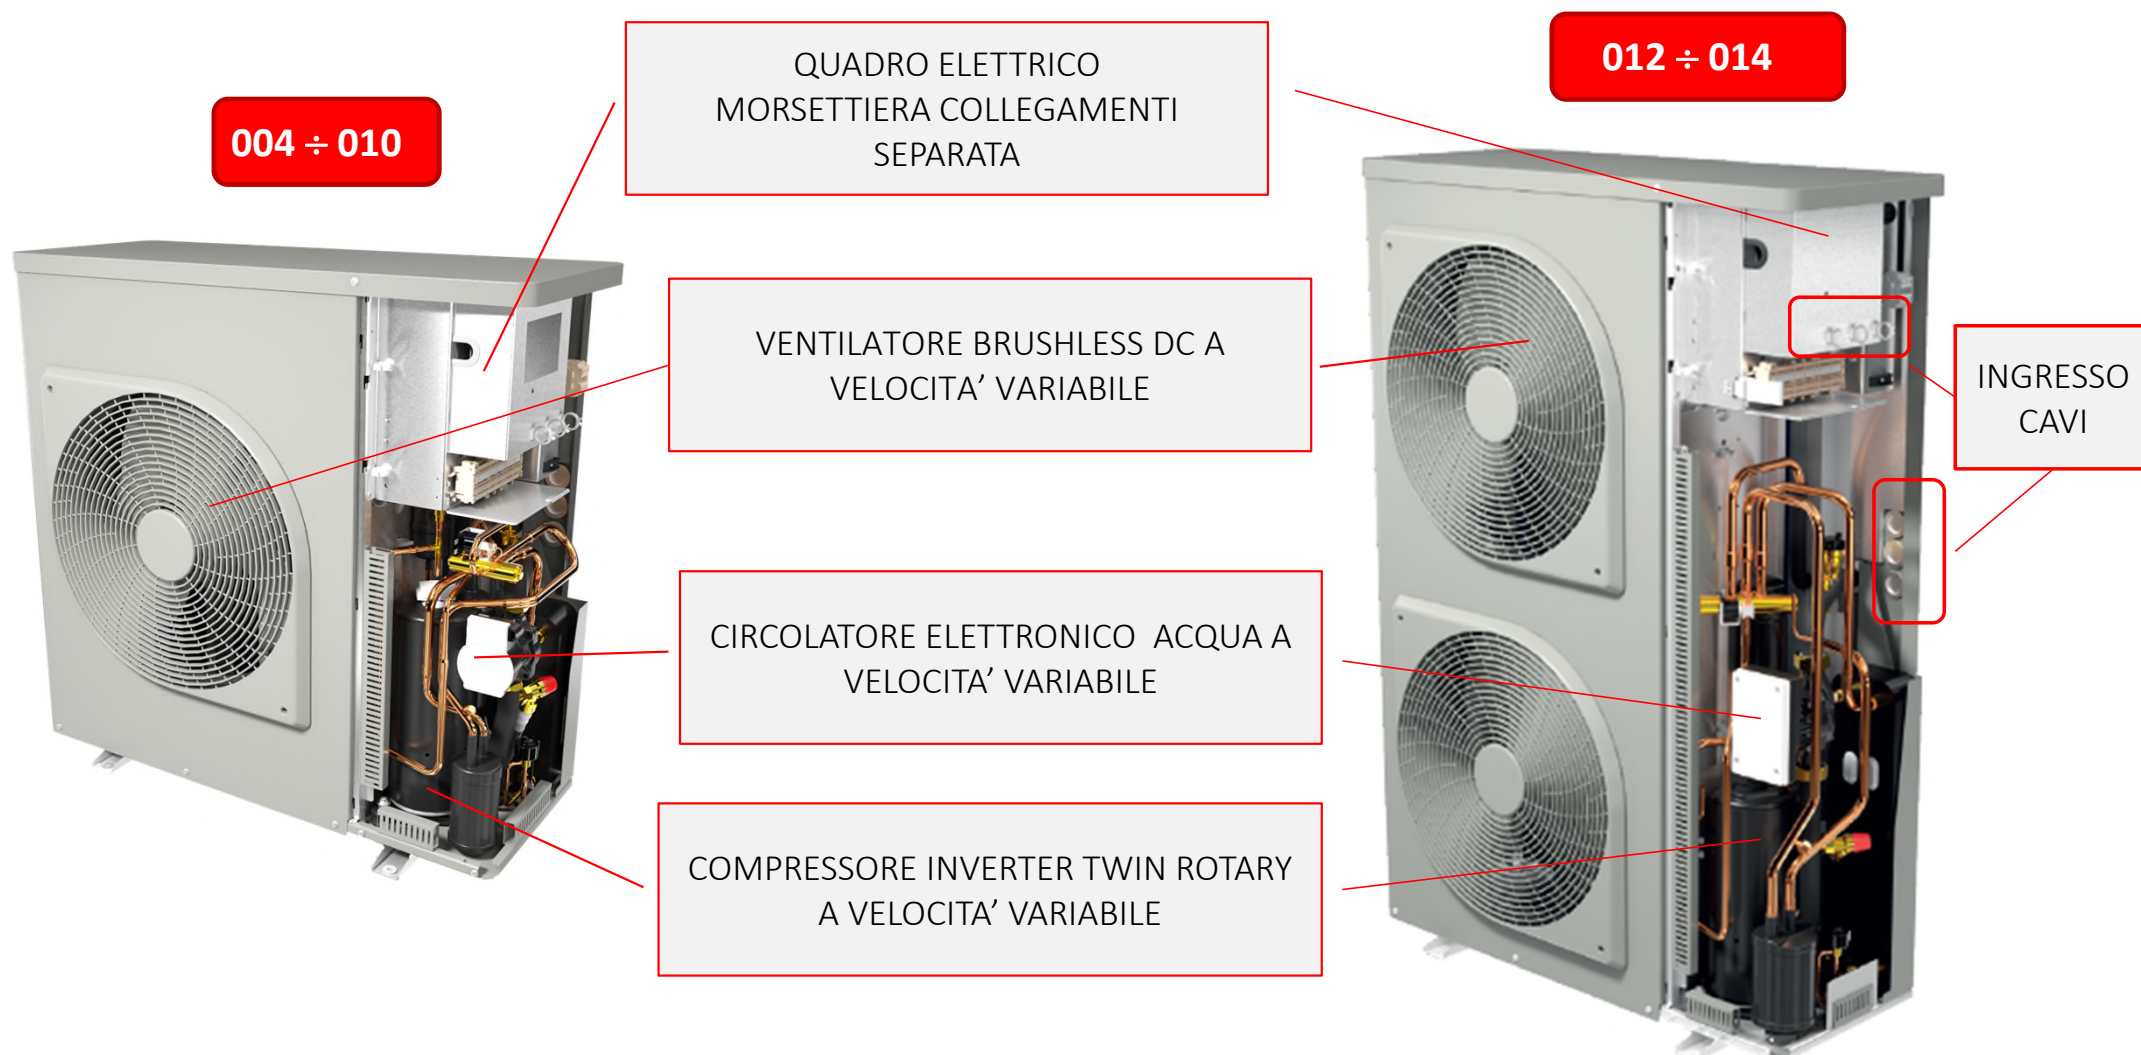 004 ÷ 010
QUADRO ELETTRICO
MORSETTIERA COLLEGAMENTI
SEPARATA
012 ÷ 014
VENTILATORE BRUSHLESS DC A
VELOCITA’ VARIABILE
INGRESSO
CAVI
CIRCOLATORE ELETTRONICO  ACQUA A
VELOCITA’ VARIABILE
COMPRESSORE INVERTER TWIN ROTARY
A VELOCITA’ VARIABILE